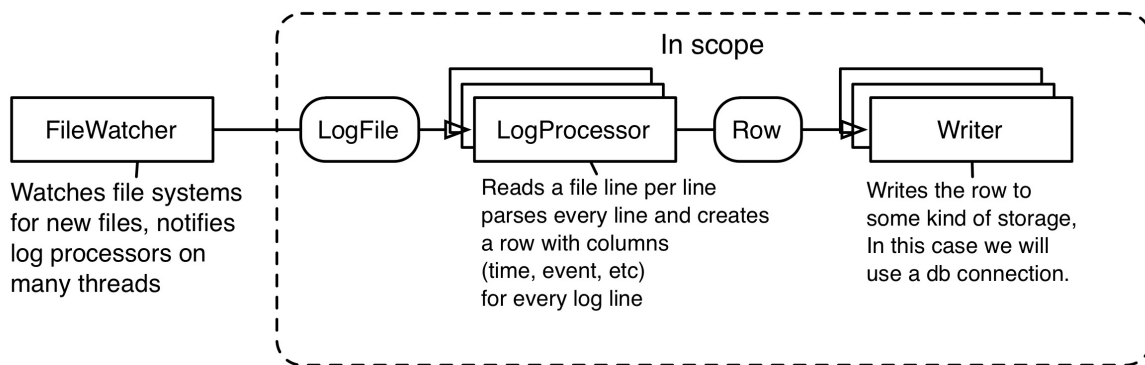 In scope
FileWatcher
LogFile
LogProcessor
Row
Writer
Watches file systems
for new files, notifies
log processors on
many threads
Reads a file line per line
parses every line and creates
a row with columns
(time, event, etc)
for every log line
Writes the row to
some kind of storage,
In this case we will
use a db connection.